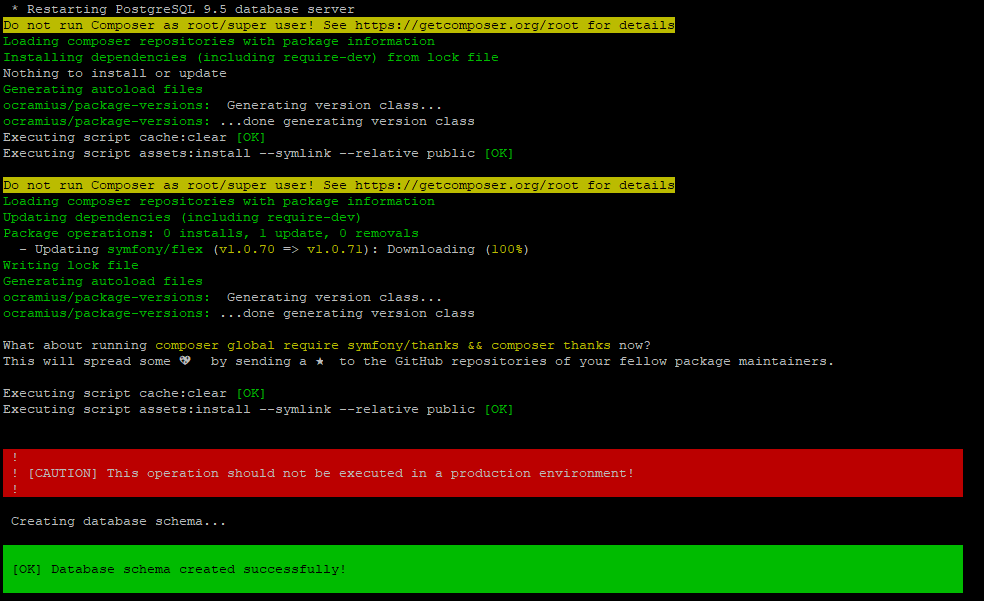 * Restarting PostgreSQL 9.5 database server
Do not run Composer as root/super user! See https://getcomposer.org/root for details
Loading composer repositories with package information
Installing dependencies (including require-dev) from lock file
Nothing to install or update
Generating autoload files
ocramius/package-versions:  Generating version class...
ocramius/package-versions: ...done generating version class
Executing script cache:clear [OK]
Executing script assets:install --symlink --relative public [OK]
Do not run Composer as root/super user! See https://getcomposer.org/root for details
Loading composer repositories with package information
Updating dependencies (including require-dev)
Package operations: 0 installs, 1 update, 0 removals
  - Updating symfony/flex (v1.0.70 => v1.0.71): Downloading (100%)
Writing lock file
Generating autoload files
ocramius/package-versions:  Generating version class...
ocramius/package-versions: ...done generating version class
What about running composer global require symfony/thanks && composer thanks now?
This will spread some 💖  by sending a ★  to the GitHub repositories of your fellow package maintainers.
Executing script cache:clear [OK]
Executing script assets:install --symlink --relative public [OK]
!
! [CAUTION] This operation should not be executed in a production environment!
!
Creating database schema...
[OK] Database schema created successfully!